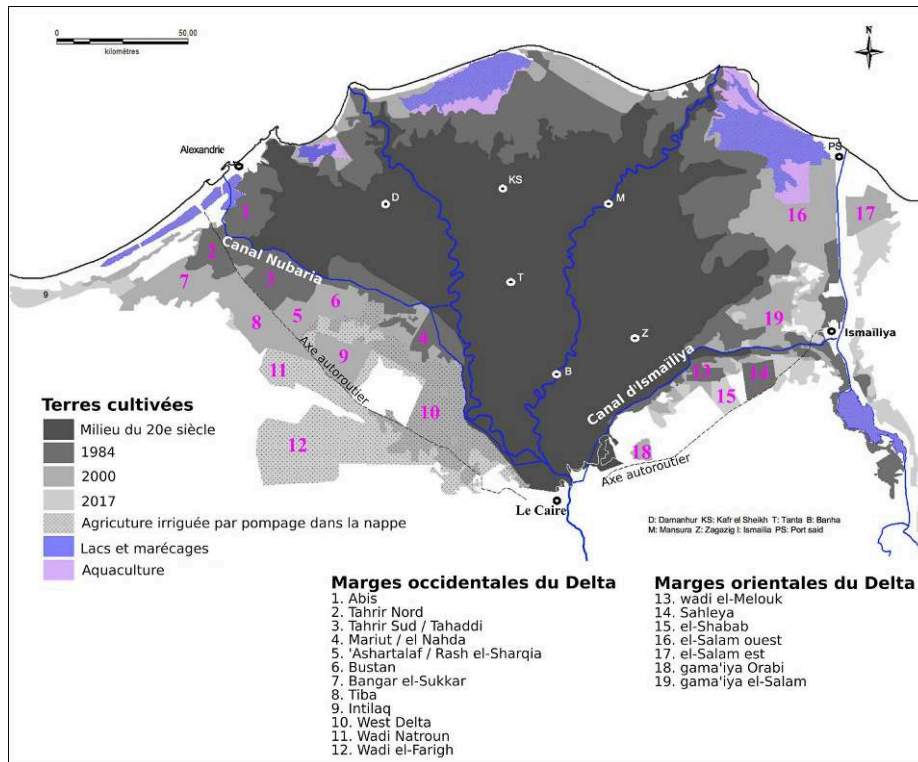 0
50,00
kilomètres
N
Alexandrie
PS
KS
D
M
1
16
17
Canal Nubaria
2
7
3
T
6
8
5
19
Ismaïliya
4
Z
9
Axe autoroutier
11
B
Canal d'Ismaïliya
13
14
10
15
Terres cultivées
Milieu du 20e siècle
1984
2000
2017
Agricuture irriguée par pompage dans la nappe
Lacs et marécages
Aquaculture
12
18
Axe autoroutier
Le Caire
9
D: Damanhur KS: Kafr el Sheikh T: Tanta B: Banha
M: Mansura Z: Zagazig I: Ismailia PS: Port said
Marges occidentales du Delta
1. Abis
2. Tahrir Nord
3. Tahrir Sud / Tahaddi
4. Mariut / el Nahda
5. 'Ashartalaf / Rash el-Sharqia
6. Bustan
7. Bangar el-Sukkar
8. Tiba
9. Intilaq
10. West Delta
11. Wadi Natroun
12. Wadi el-Farigh
Marges orientales du Delta
13. wadi el-Melouk
14. Sahleya
15. el-Shabab
16. el-Salam ouest
17. el-Salam est
18. gama'iya Orabi
19. gama'iya el-Salam